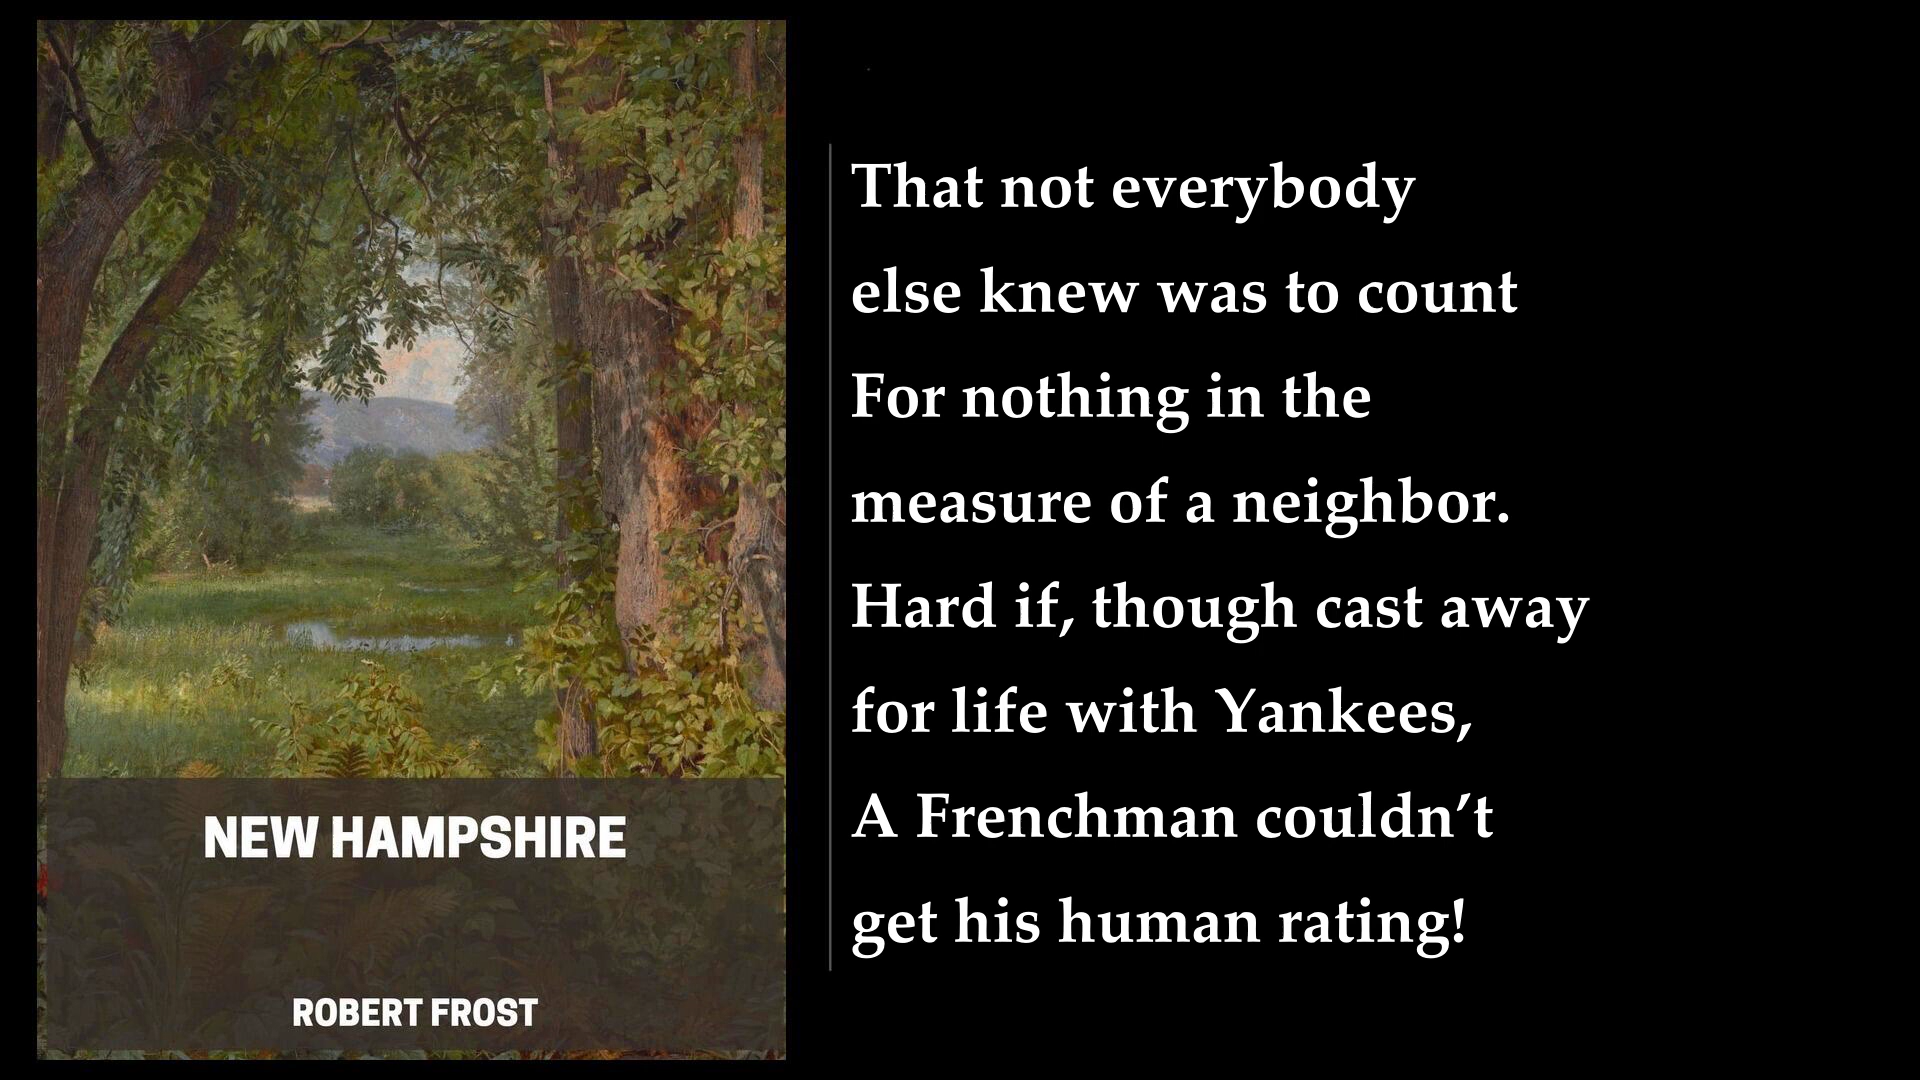 NEW HAMPSHIRE
ROBERT FROST
That not everybody
else knew was to count
For nothing in the
measure of a neighbor.
Hard if, though cast away
for life with Yankees,
A Frenchman couldn’t
get his human rating!